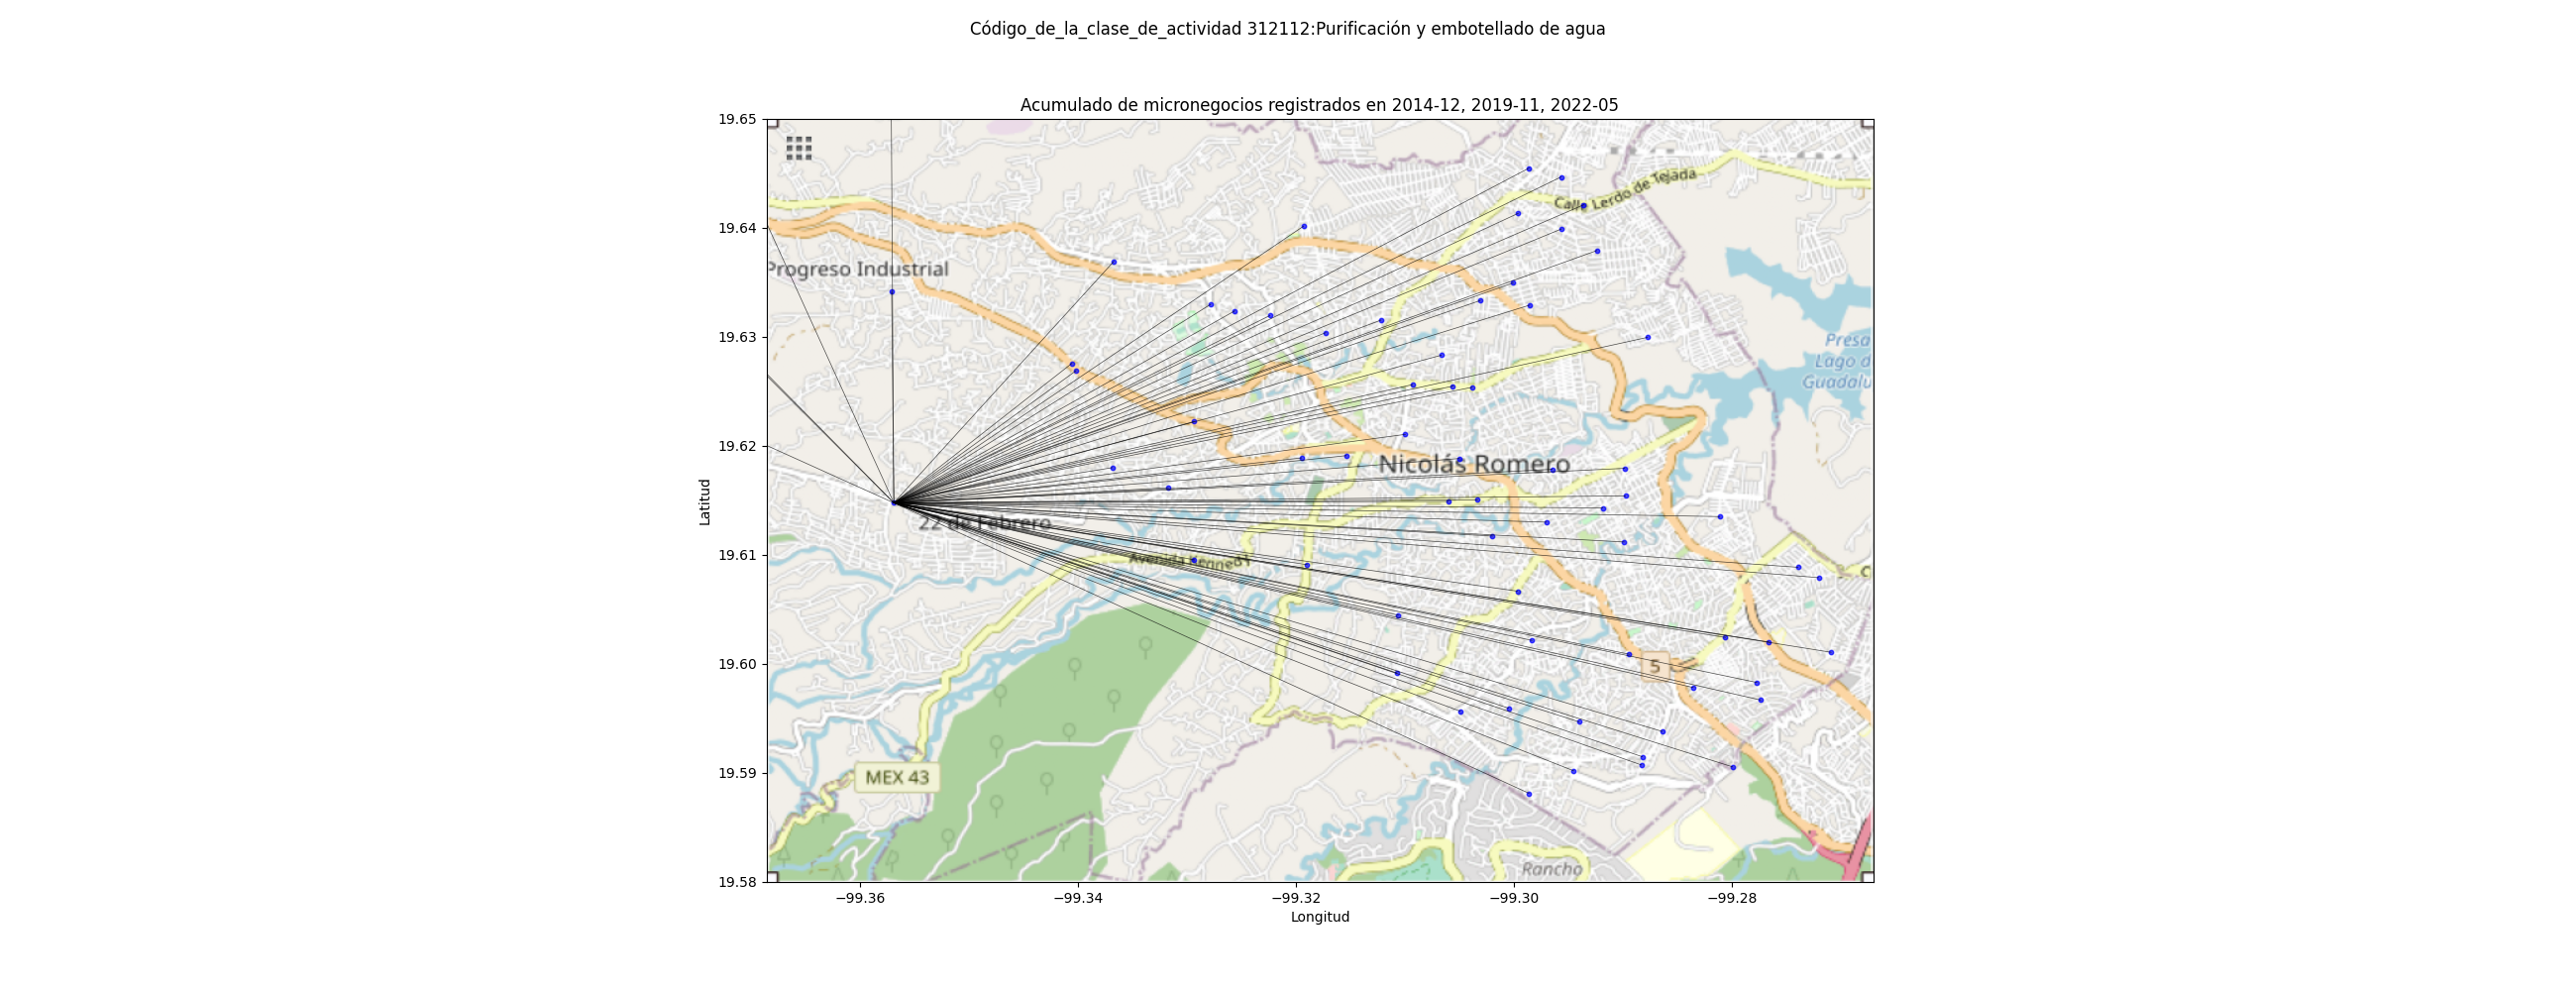 Código_de_la_clase_de_actividad 312112:Purificación y embotellado de agua
Acumulado de micronegocios registrados en 2014-12, 2019-11, 2022-05
19.65
19.64
19.63
19.62
19.61
19.60
19.59
19.58
Latitud
Calle Lerdo de Tejada
Progreso Industrial
Presa
Lago d
Guadalu
Nicolás Romero
22 de Febrero
Avenida Kennedy
C
5
MEX 43
Rancho
−99.36
−99.34
−99.32
−99.30
−99.28
Longitud